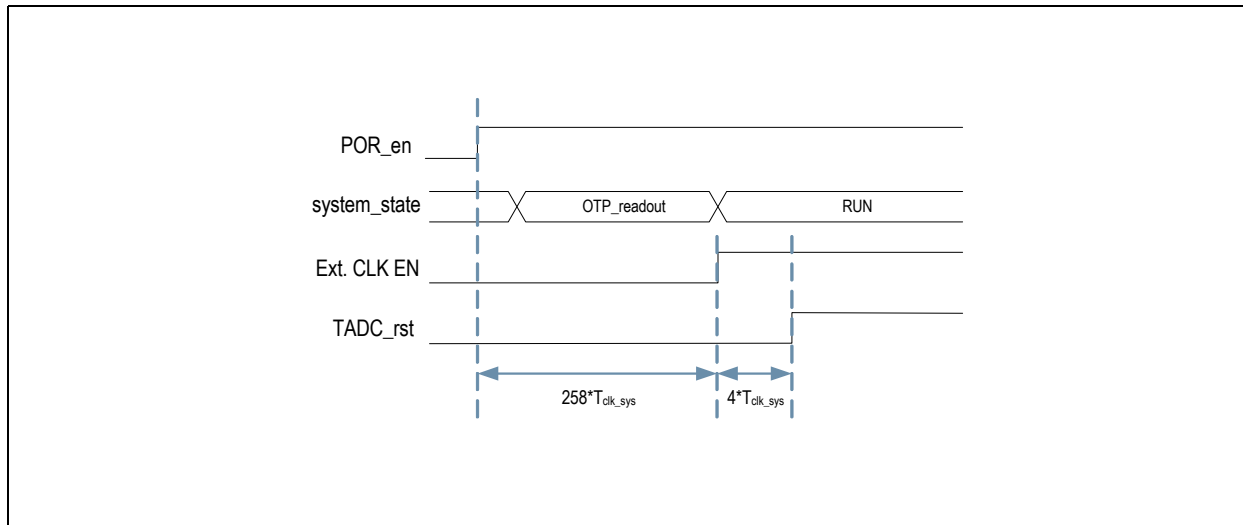 POR_en
system_state
OTP_readout
RUN
Ext. CLK EN
TADC_rst
258*Tclk_sys
4*Tclk_sys